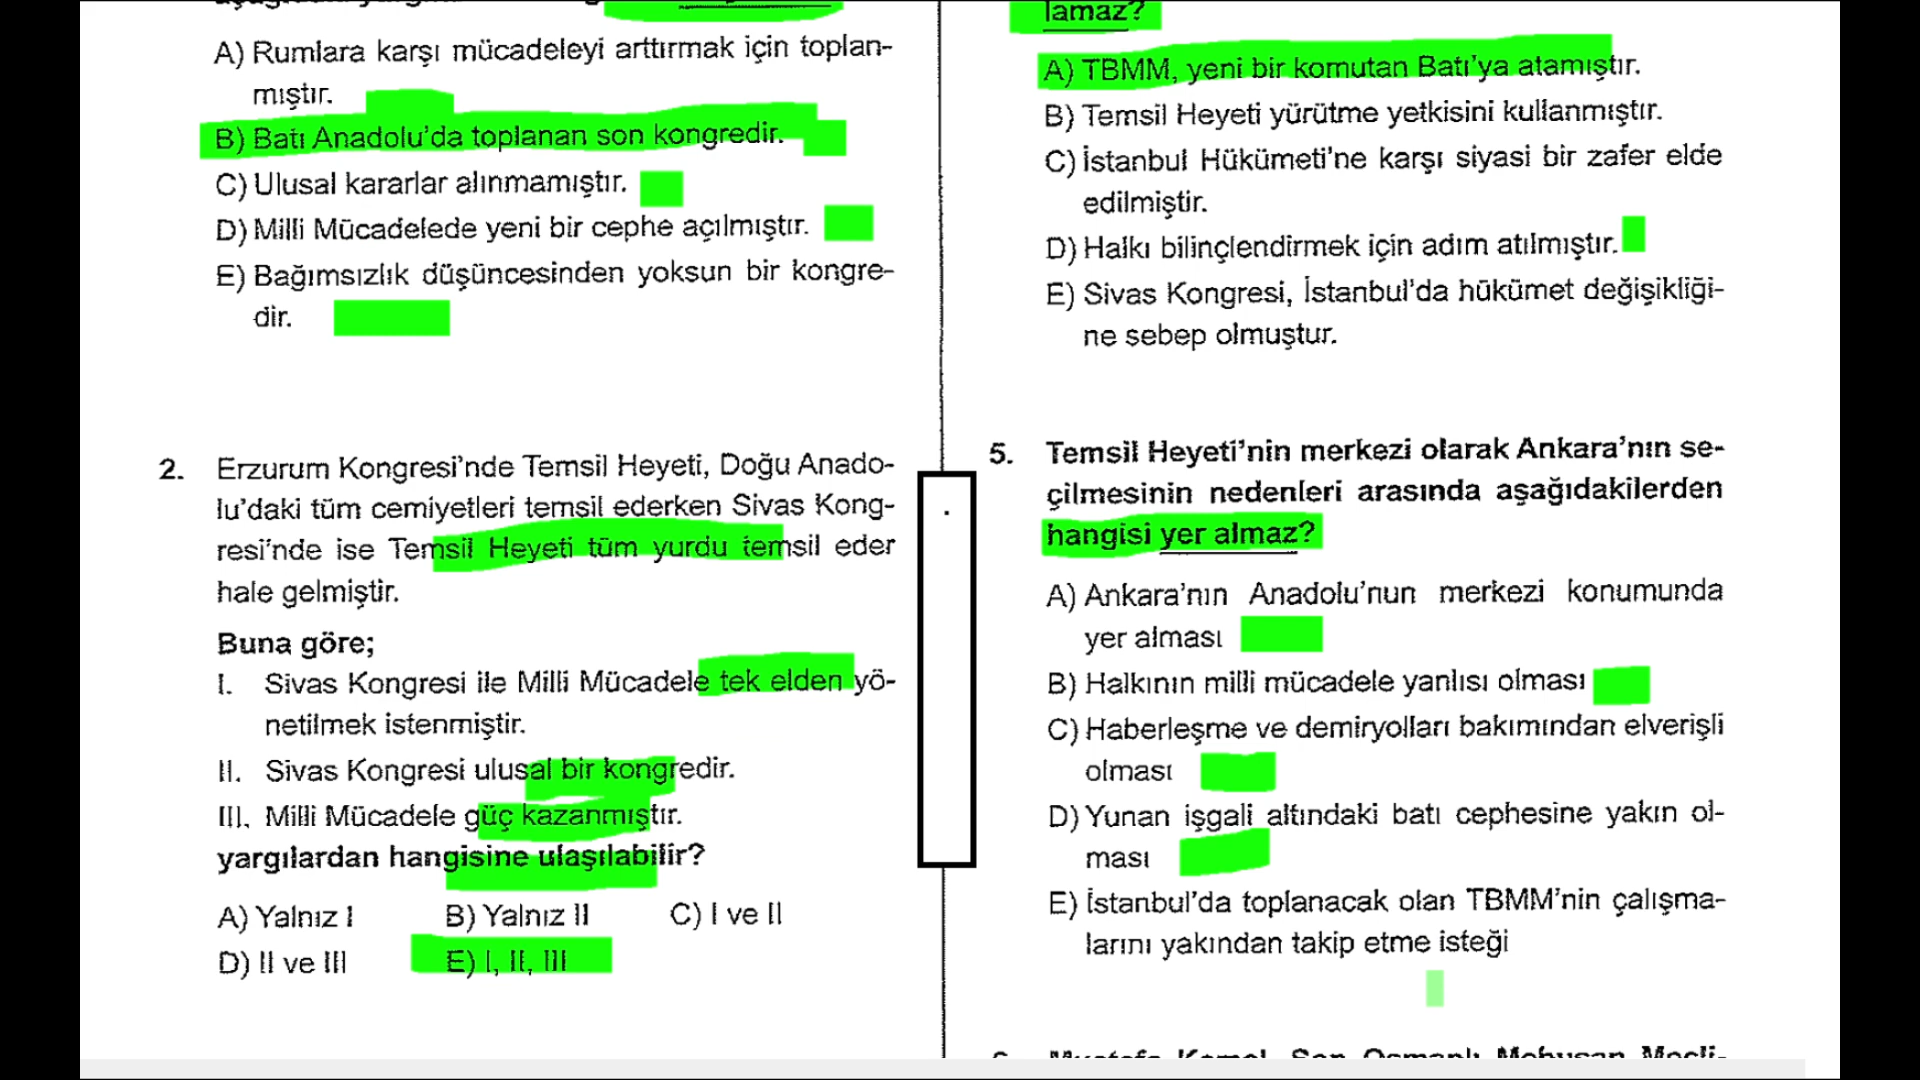 A) Rumlara karşı mücadeleyi arttırmak için toplan-
mıştır.
B) Batı Anadolu'da toplanan son kongredir.
C) Ulusal kararlar alınmamıştır.
D) Milli Mücadelede yeni bir cephe açılmıştır.
E) Bağımsızlık düşüncesinden yoksun bir kongre-
dir.
2. Erzurum Kongresi'nde Temsil Heyeti, Doğu Anado-
lu'daki tüm cemiyetleri temsil ederken Sivas Kong-
resi'nde ise Temsil Heyeti tüm yurdu temsil eder
hale gelmiştir.
Buna göre;
I. Sivas Kongresi ile Milli Mücadele tek elden yö-
netilmek istenmiştir.
II. Sivas Kongresi ulusal bir kongredir.
III. Milli Mücadele güç kazanmıştır.
yargılardan hangisine ulaşılabilir?
A) Yalnız I B) Yalnız II C) I ve II
D) II ve III E) I, II, III
lamaz?
A) TBMM, yeni bir komutan Batı'ya atamıştır.
B) Temsil Heyeti yürütme yetkisini kullanmıştır.
C) İstanbul Hükümeti'ne karşı siyasi bir zafer elde
edilmiştir.
D) Halkı bilinçlendirmek için adım atılmıştır.
E) Sivas Kongresi, İstanbul'da hükümet değişikliği-
ne sebep olmuştur.
5. Temsil Heyeti'nin merkezi olarak Ankara'nın se-
çilmesinin nedenleri arasında aşağıdakilerden
hangisi yer almaz?
A) Ankara'nın Anadolu'nun merkezi konumunda
yer alması
B) Halkının milli mücadele yanlısı olması
C) Haberleşme ve demiryolları bakımından elverişli
olması
D) Yunan işgali altındaki batı cephesine yakın ol-
ması
E) İstanbul'da toplanacak olan TBMM'nin çalışma-
larını yakından takip etme isteği
Mustafa Kemal, Son Osmanlı Mebusan Mecli-